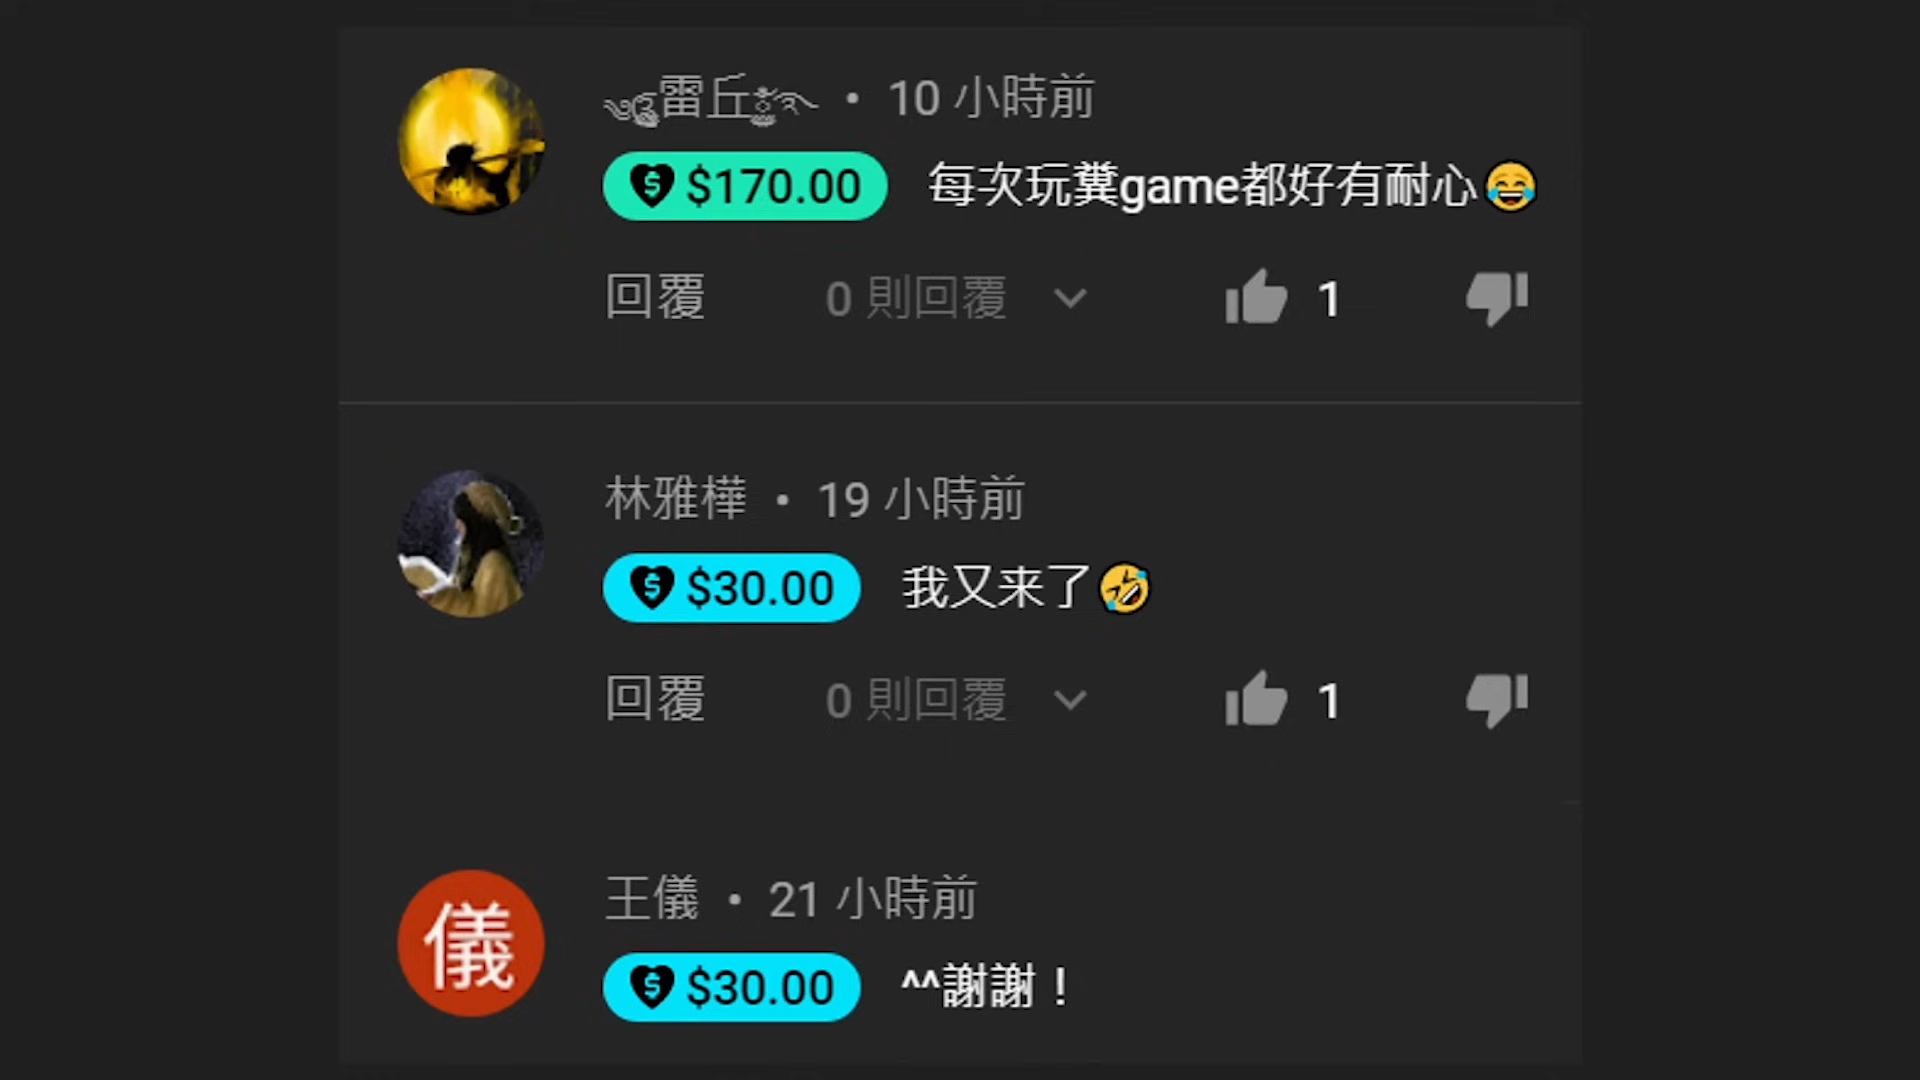 雷丘 • 10 小時前
$170.00 每次玩糞game都好有耐心😂
回覆 0 則回覆 1
林雅樺 • 19 小時前
$30.00 我又来了🤣
回覆 0 則回覆 1
儀
王儀 • 21 小時前
$30.00 ^^謝謝！